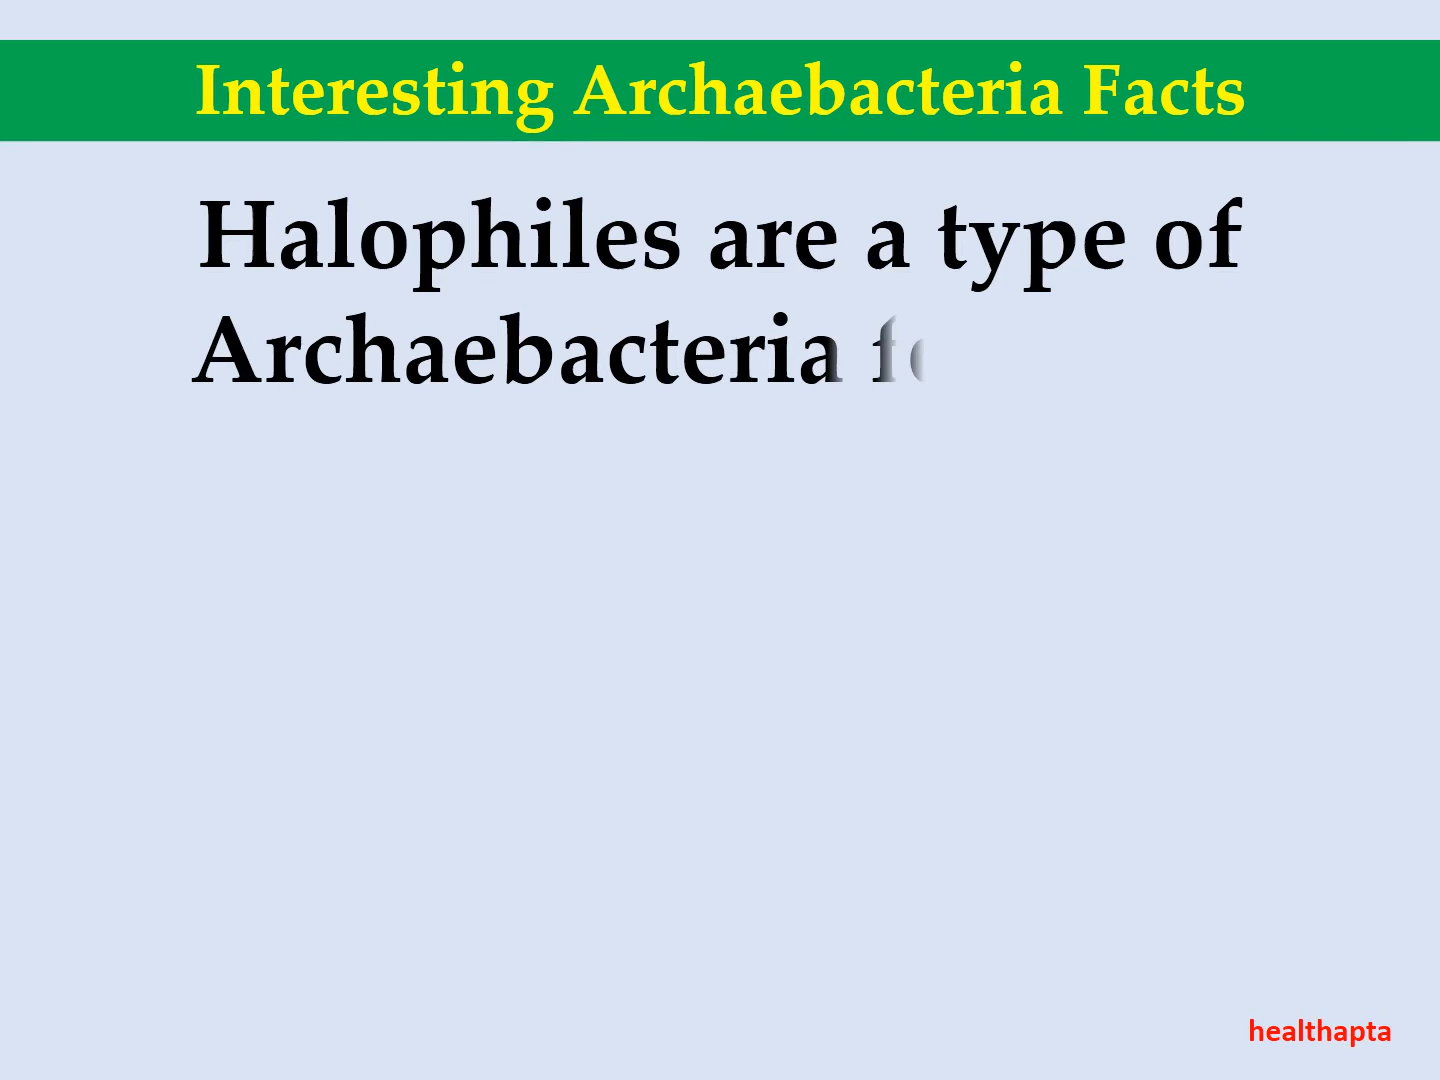 Interesting Archaebacteria Facts
Halophiles are a type of
Archaebacteria
healthapta